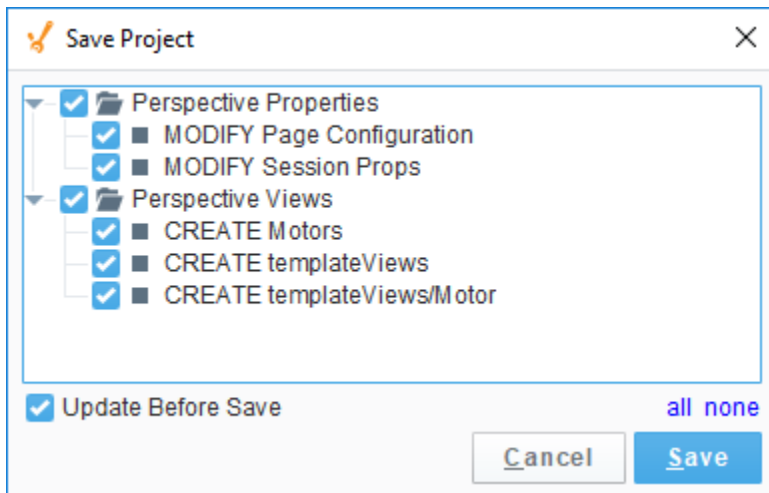 Save Project
Perspective Properties
MODIFY Page Configuration
MODIFY Session Props
Perspective Views
CREATE Motors
CREATE templateViews
CREATE templateViews/Motor
Update Before Save all none
Cancel Save